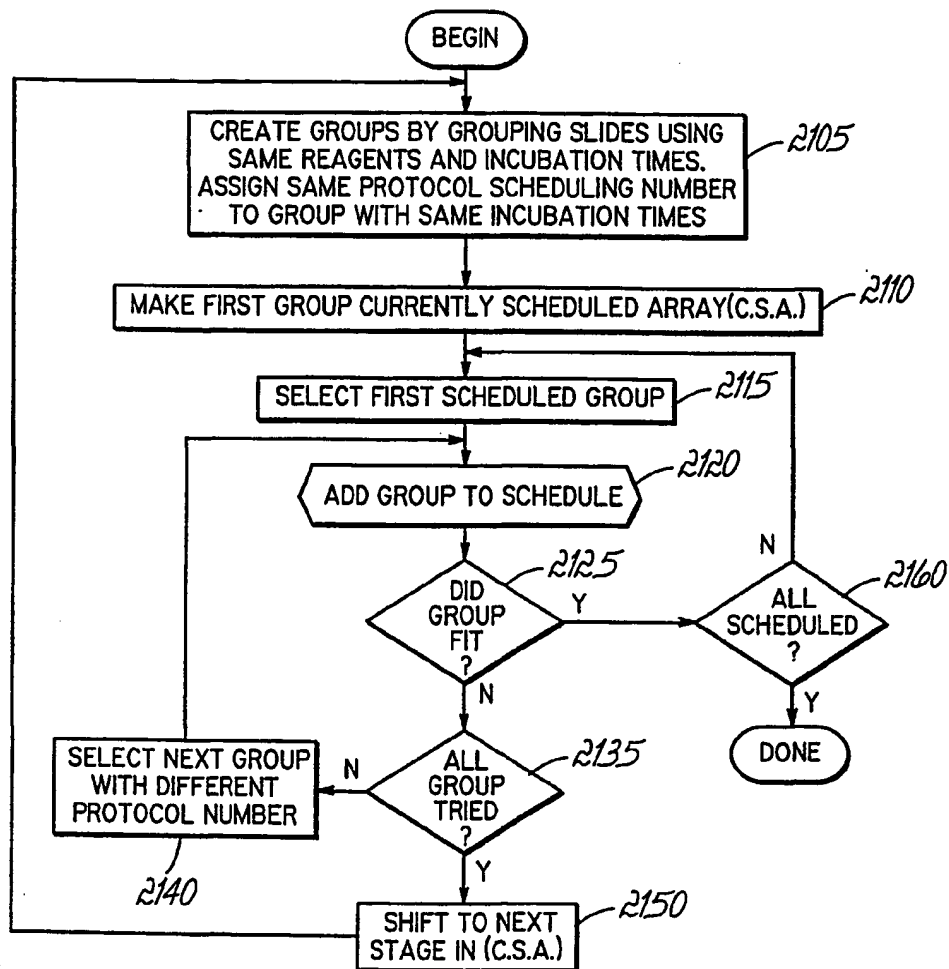 BEGIN
CREATE GROUPS BY GROUPING SLIDES USING
SAME REAGENTS AND INCUBATION TIMES.
ASSIGN SAME PROTOCOL SCHEDULING NUMBER
TO GROUP WITH SAME INCUBATION TIMES
2105
MAKE FIRST GROUP CURRENTLY SCHEDULED ARRAY(C.S.A.)
2110
SELECT FIRST SCHEDULED GROUP
2115
ADD GROUP TO SCHEDULE
2120
DID
GROUP
FIT
?
2125
Y
N
ALL
SCHEDULED
?
2160
N
Y
DONE
ALL
GROUP
TRIED
?
2135
N
Y
SELECT NEXT GROUP
WITH DIFFERENT
PROTOCOL NUMBER
2140
SHIFT TO NEXT
STAGE IN (C.S.A.)
2150